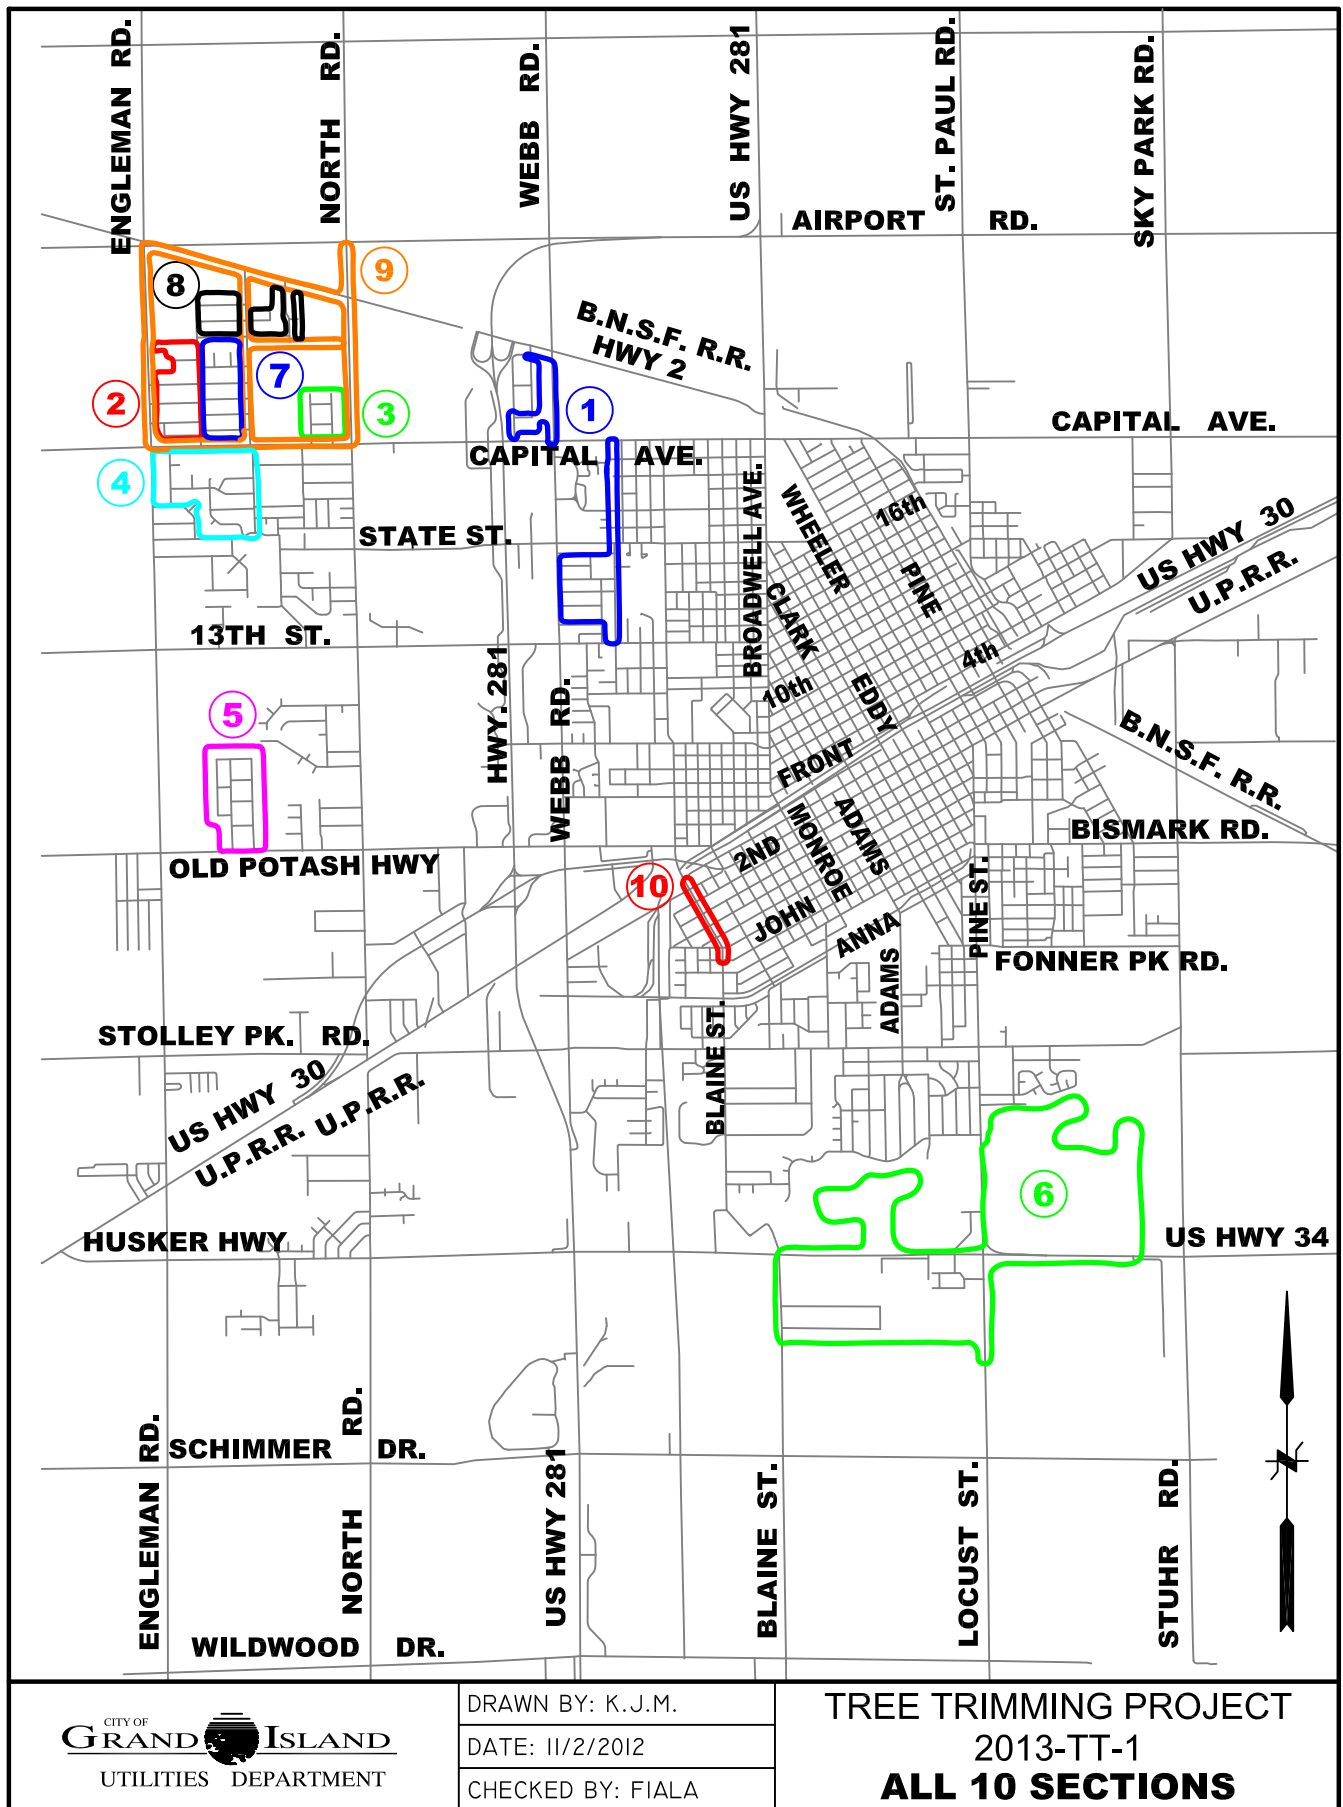 ENGLEMAN RD.
NORTH RD.
WEBB RD.
US HWY 281
ST. PAUL RD.
SKY PARK RD.
AIRPORT RD.
8
9
B.N.S.F. R.R.
HWY 2
7
2
3
1
CAPITAL AVE.
CAPITAL AVE.
4
STATE ST.
BROADWELL AVE.
WHEELER
16th
PINE
CLARK
US HWY 30
U.P.R.R.
13TH ST.
4th
10th
EDDY
5
HWY. 281
WEBB RD.
FRONT
B.N.S.F. R.R.
ADAMS
MONROE
2ND
BISMARK RD.
OLD POTASH HWY
10
JOHN
ANNA
PINE ST.
FONNER PK RD.
ADAMS
STOLLEY PK. RD.
BLAINE ST.
US HWY 30
U.P.R.R.
U.P.R.R.
6
HUSKER HWY
US HWY 34
ENGLEMAN RD.
SCHIMMER DR.
NORTH RD.
US HWY 281
BLAINE ST.
LOCUST ST.
STUHR RD.
WILDWOOD DR.
Z
CITY OF
GRAND ISLAND
UTILITIES DEPARTMENT
DRAWN BY: K.J.M.
DATE: 11/2/2012
CHECKED BY: FIALA
TREE TRIMMING PROJECT
2013-TT-1
ALL 10 SECTIONS